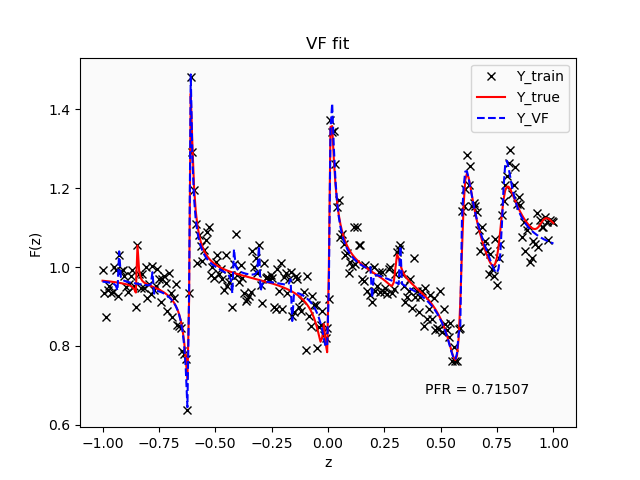 VF fit
F(z)
1.4
1.2
1.0
0.8
0.6
Y_train
Y_true
Y_VF
PFR = 0.71507
−1.00 −0.75 −0.50 −0.25 0.00 0.25 0.50 0.75 1.00
z